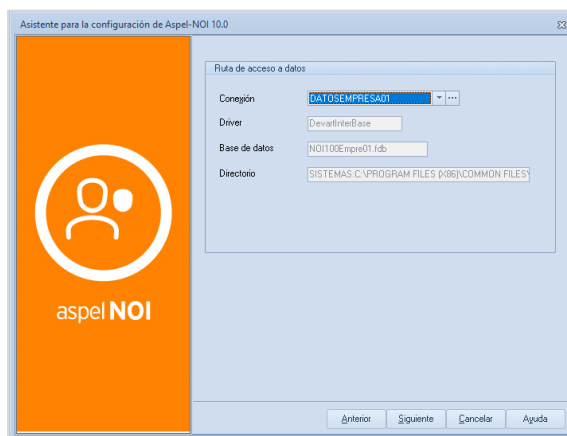 Asistente para la configuración de Aspel-NOI 10.0
Ruta de acceso a datos
Conexión DATOSEMPRESA01 ...
Driver DevartInterBase
Base de datos NOI100Empre01.fdb
Directorio SISTEMAS:C:\PROGRAM FILES (X86)\COMMON FILES\
aspel NOI
Anterior Siguiente Cancelar Ayuda